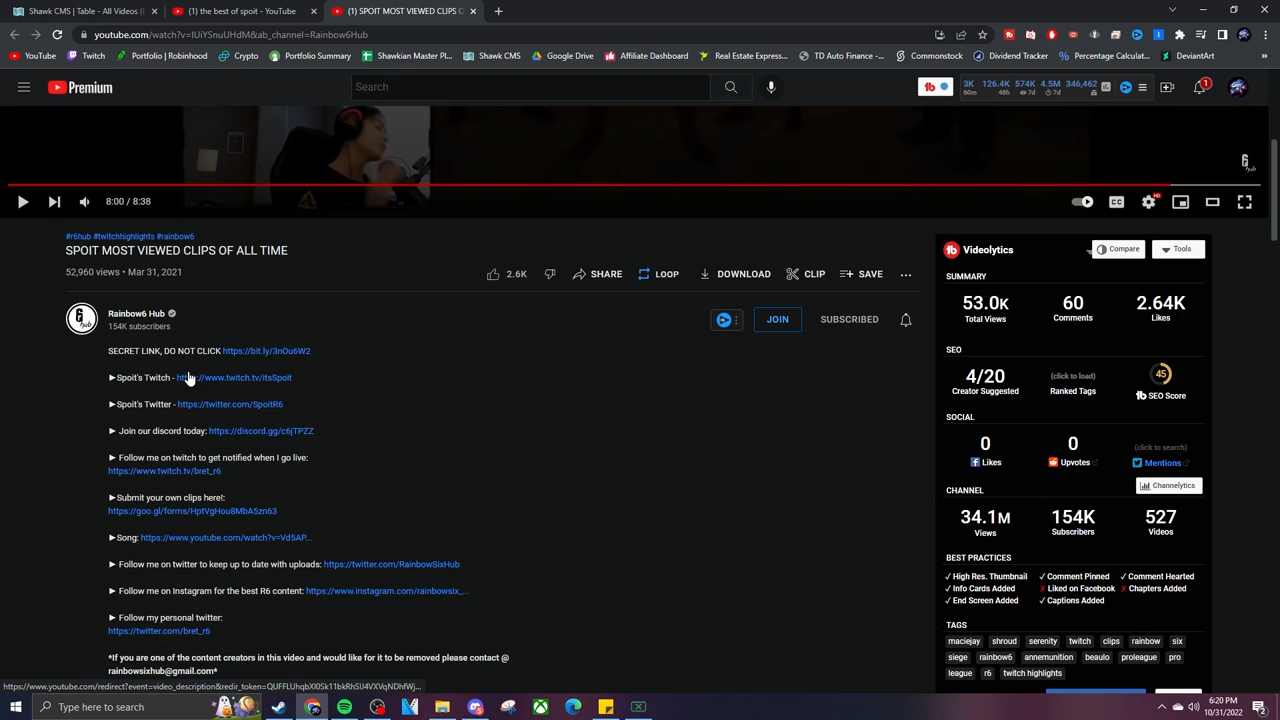 Shawk CMS | Table - All Videos (
(1) the best of spoit - YouTube
(1) SPOIT MOST VIEWED CLIPS O
youtube.com/watch?v=IUiYSnuUHdM&ab_channel=Rainbow6Hub
YouTube Twitch Portfolio | Robinhood Crypto Portfolio Budget Shawkian Master Pl... Shawk CMS Google Drive Affiliate Dashboard Real Estate Expres... TD Auto Finance - O... Commonstock Dividend Tracker Percentage Calculat... DeviantArt
Premium
Search
3K 126.4K 574K 4.5M 346,462
60m 48h 7d 7d
1
8:00 / 8:38
CC
HD
#r6hub #twitchhighlights #rainbow6
SPOIT MOST VIEWED CLIPS OF ALL TIME
52,960 views • Mar 31, 2021
2.6K SHARE LOOP DOWNLOAD CLIP SAVE
Rainbow6 Hub
154K subscribers
JOIN SUBSCRIBED
SECRET LINK, DO NOT CLICK https://bit.ly/3nOu6W2
►Spoit's Twitch - https://www.twitch.tv/itsSpoit
►Spoit's Twitter - https://twitter.com/SpoitR6
► Join our discord today: https://discord.gg/c6jTPZZ
► Follow me on twitch to get notified when I go live:
https://www.twitch.tv/bret_r6
►Submit your own clips here!:
https://goo.gl/forms/HptVgHou8MbA5zn63
►Song: https://www.youtube.com/watch?v=Vd5AP...
► Follow me on twitter to keep up to date with uploads: https://twitter.com/RainbowSixHub
► Follow me on Instagram for the best R6 content: https://www.instagram.com/rainbowsix_...
► Follow my personal twitter:
https://twitter.com/bret_r6
*If you are one of the content creators in this video and would like for it to be removed please contact @
rainbowsixhub@gmail.com*
Videolytics
Compare
Tools
SUMMARY
53.0K 60 2.64K
Total Views Comments Likes
SEO
4/20 (click to load) 45
Creator Suggested Ranked Tags SEO Score
SOCIAL
0 0 (click to search)
Likes Upvotes Mentions
CHANNEL
Channelytics
34.1M 154K 527
Views Subscribers Videos
BEST PRACTICES
✓ High Res. Thumbnail ✓ Comment Pinned ✓ Comment Hearted
✓ Info Cards Added ✗ Liked on Facebook ✗ Chapters Added
✓ End Screen Added ✓ Captions Added
TAGS
maciejay shroud serenity twitch clips rainbow six
siege rainbow6 annemunition beaulo proleague pro
league r6 twitch highlights
Type here to search
6:20 PM
10/31/2022